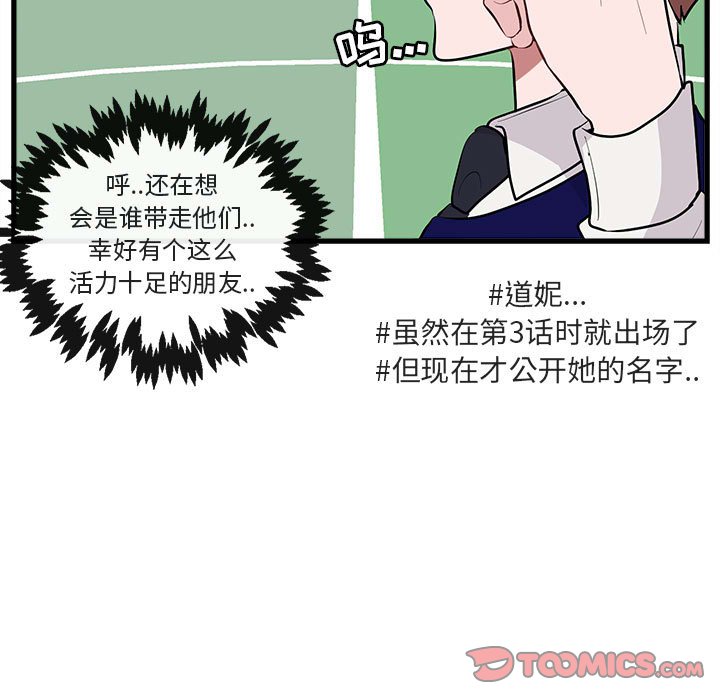 呜...
呼..还在想
会是谁带走他们..
幸好有个这么
活力十足的朋友..
#道妮...
#虽然在第3话时就出场了
#但现在才公开她的名字..
TOOMICS.COM